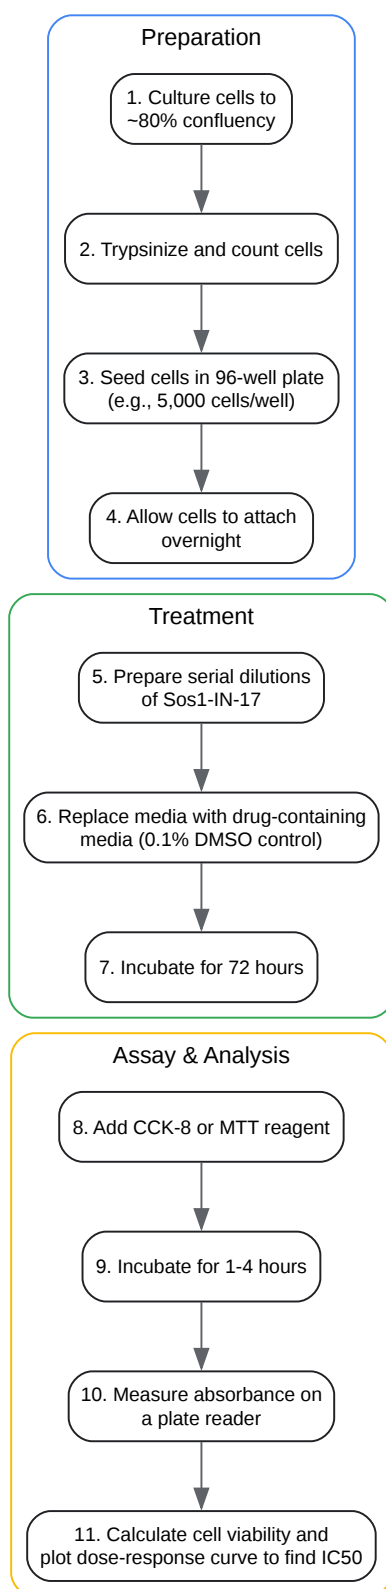 Preparation
1. Culture cells to
~80% confluency
2. Trypsinize and count cells
3. Seed cells in 96-well plate
(e.g., 5,000 cells/well)
4. Allow cells to attach
overnight
Treatment
5. Prepare serial dilutions
of Sos1-IN-17
6. Replace media with drug-containing
media (0.1% DMSO control)
7. Incubate for 72 hours
Assay & Analysis
8. Add CCK-8 or MTT reagent
9. Incubate for 1-4 hours
10. Measure absorbance on
a plate reader
11. Calculate cell viability and
plot dose-response curve to find IC50